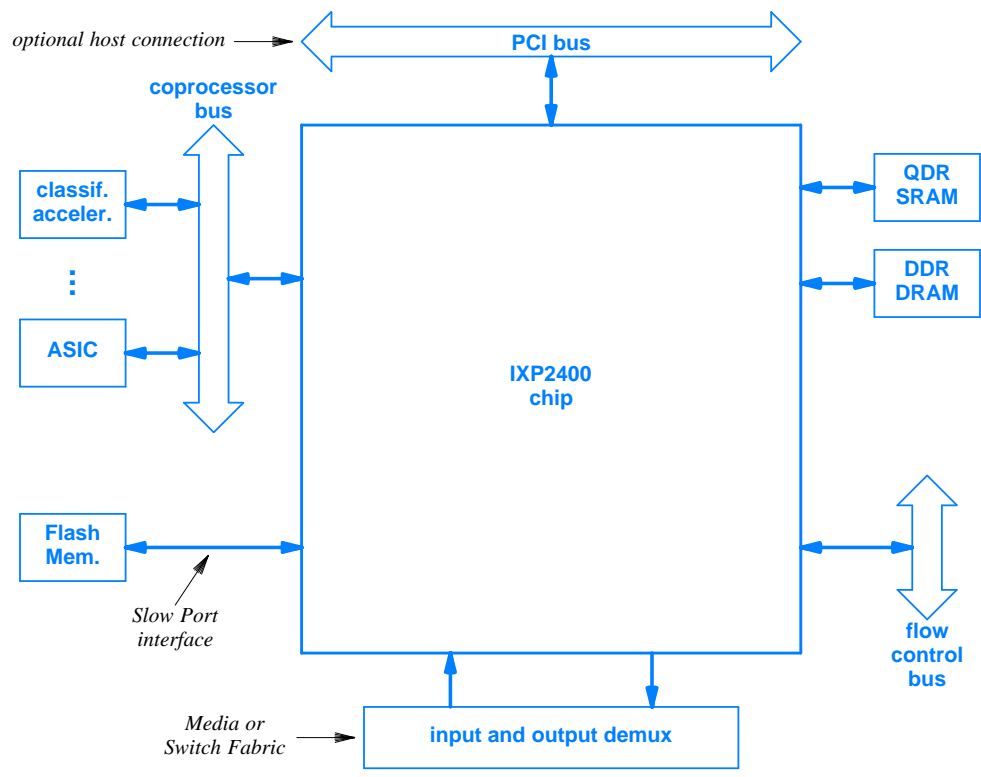 optional host connection
PCI bus
coprocessor
bus
classif.
acceler.
QDR
SRAM
DDR
DRAM
ASIC
IXP2400
chip
Flash
Mem.
Slow Port
interface
flow
control
bus
Media or
Switch Fabric
input and output demux